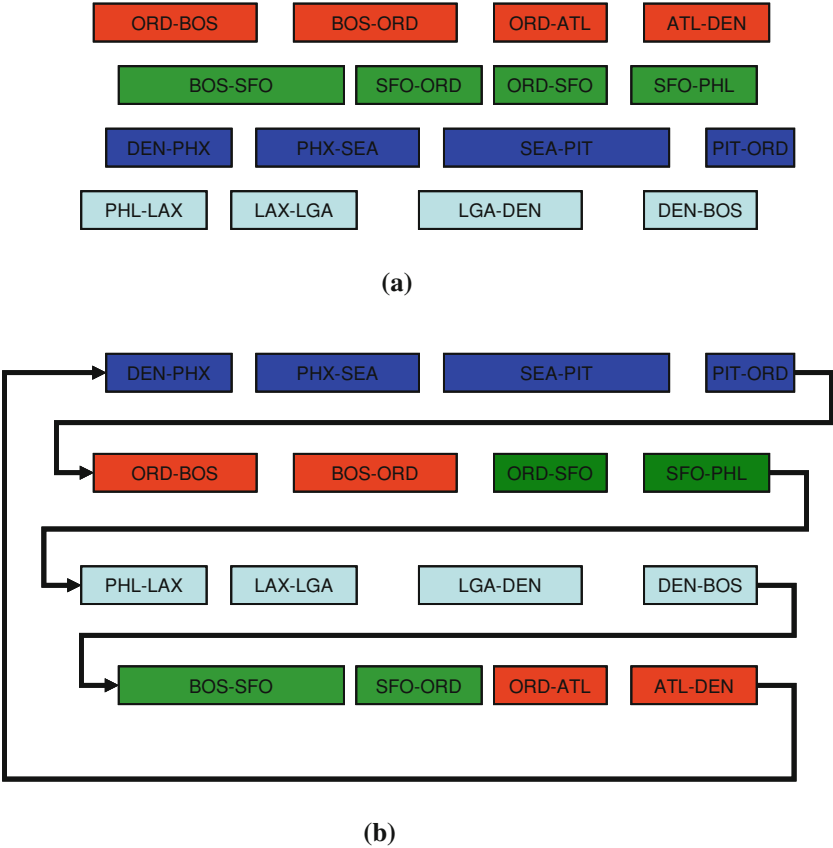 ORD-BOS BOS-ORD ORD-ATL ATL-DEN
BOS-SFO SFO-ORD ORD-SFO SFO-PHL
DEN-PHX PHX-SEA SEA-PIT PIT-ORD
PHL-LAX LAX-LGA LGA-DEN DEN-BOS
(a)
DEN-PHX PHX-SEA SEA-PIT PIT-ORD
ORD-BOS BOS-ORD ORD-SFO SFO-PHL
PHL-LAX LAX-LGA LGA-DEN DEN-BOS
BOS-SFO SFO-ORD ORD-ATL ATL-DEN
(b)